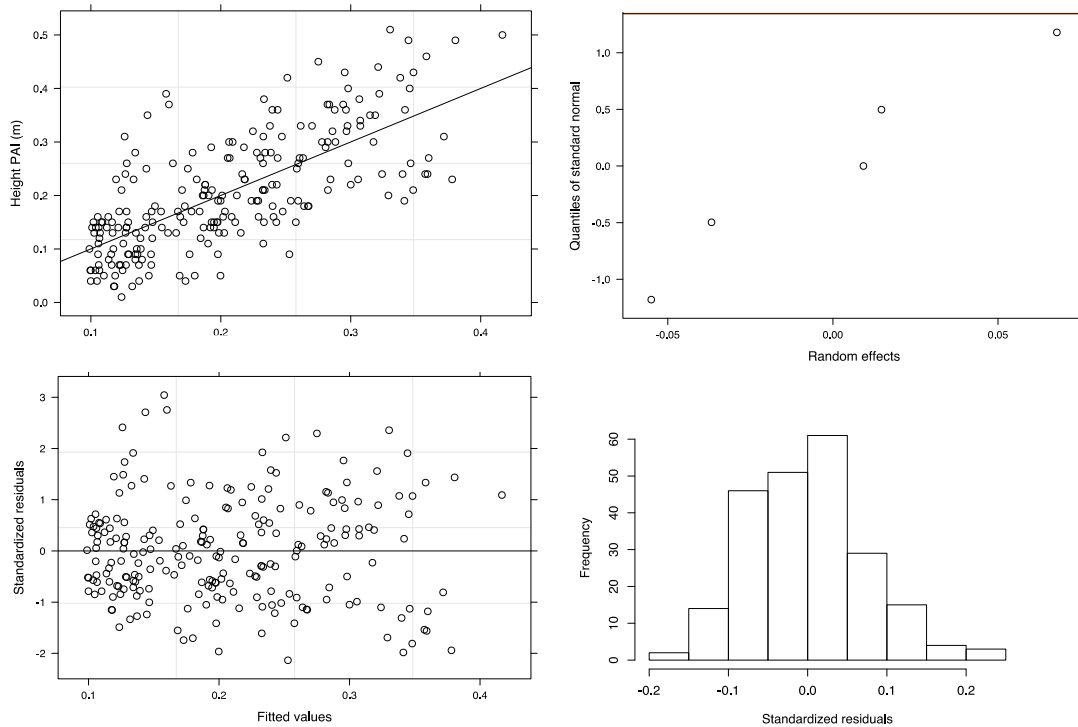 0.5
0.4
0.3
0.2
0.1
0.0
Height PAI (m)
0.1 0.2 0.3 0.4
1.0
0.5
0.0
-0.5
-1.0
Quantiles of standard normal
-0.05 0.00 0.05
Random effects
3
2
1
0
-1
-2
Standardized residuals
0.1 0.2 0.3 0.4
Fitted values
60
50
40
30
20
10
0
Frequency
-0.2 -0.1 0.0 0.1 0.2
Standardized residuals